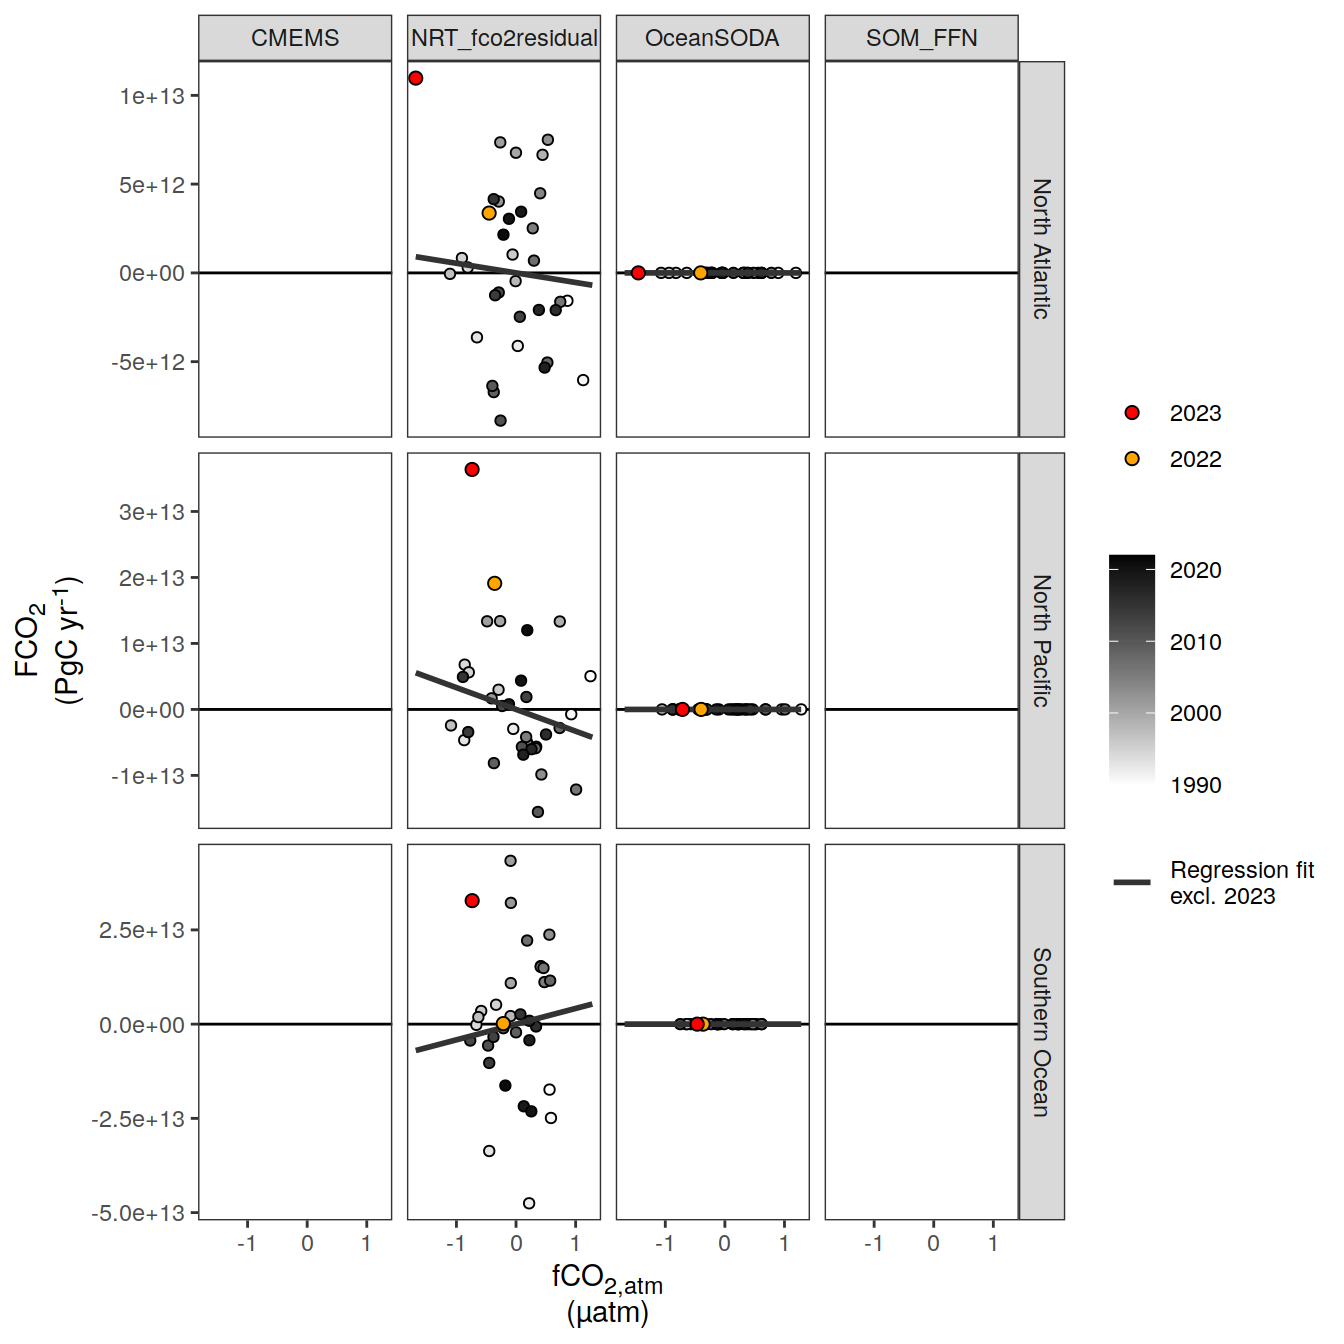 CMEMS NRT_fco2residual OceanSODA SOM_FFN
1e+13
5e+12
0e+00
-5e+12
North Atlantic
3e+13
2e+13
1e+13
0e+00
-1e+13
North Pacific
2.5e+13
0.0e+00
-2.5e+13
-5.0e+13
Southern Ocean
-1 0 1 -1 0 1 -1 0 1 -1 0 1
fCO2,atm
(µatm)
FCO2
(PgC yr-1)
2023
2022
2020
2010
2000
1990
Regression fit
excl. 2023